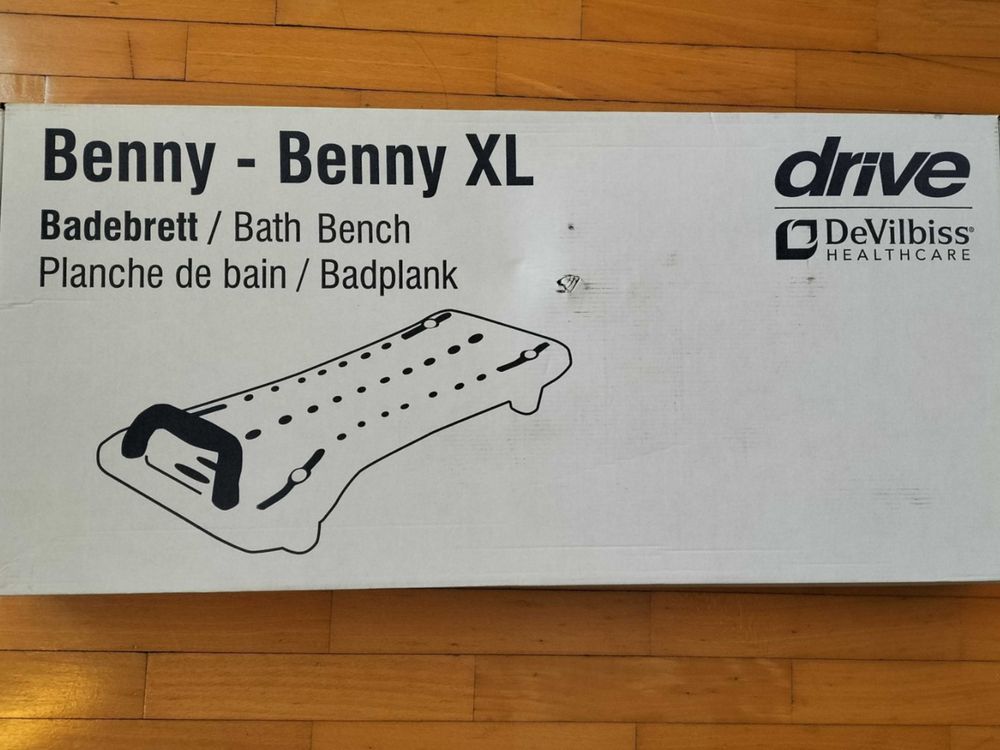 Benny - Benny XL
Badebrett / Bath Bench
Planche de bain / Badplank
drive
DeVilbiss®
HEALTHCARE